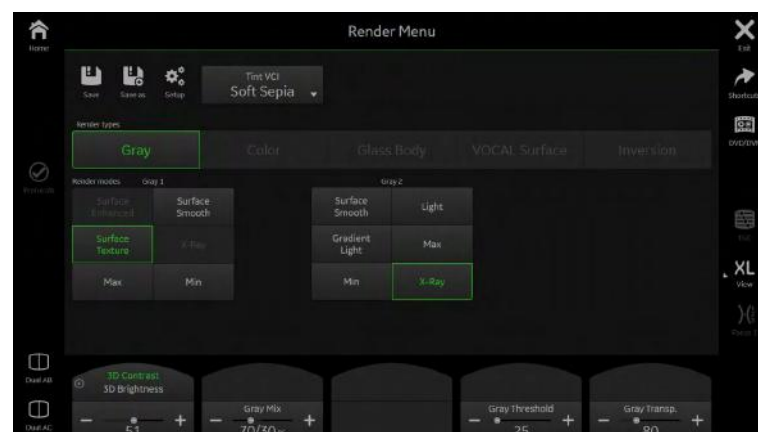 Render Menu
Home
Exit
Save
Save as
Setup
Tint VCI
Soft Sepia
Shortcuts
Render types
DVD/DVR
Gray
Color
Glass Body
VOCAL Surface
Inversion
Protocols
Render modes
Gray 1
Gray 2
Surface
Enhanced
Surface
Smooth
Surface
Smooth
Light
Surface
Texture
X-Ray
Gradient
Light
Max
Max
Min
Min
X-Ray
XL
View
Dual AB
3D Contrast
3D Brightness
Dual AC
- 51 +
Gray Mix
- 70/30 +
Gray Threshold
- 25 +
Gray Transp.
- 80 +